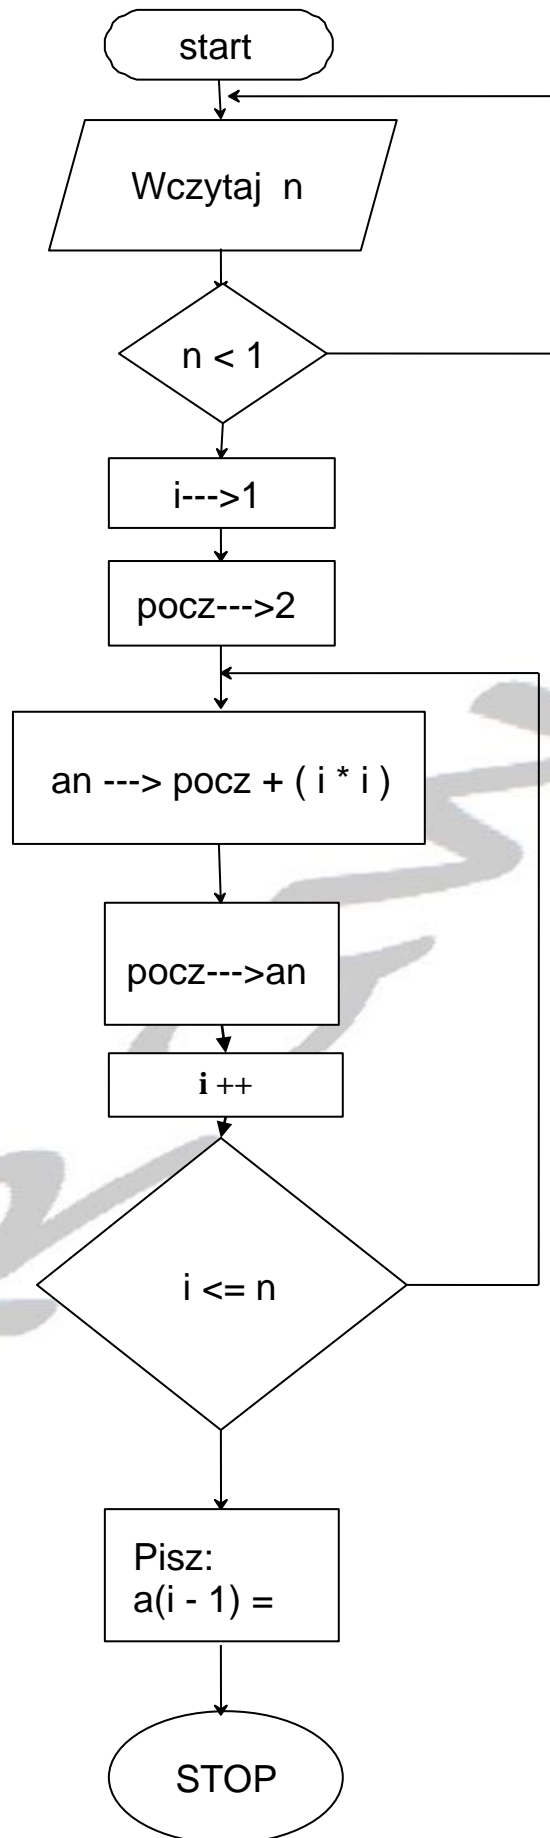 start
Wczytaj n
n < 1
i--->1
pocz--->2
an ---> pocz + ( i * i )
pocz--->an
i ++
i <= n
Pisz:
a(i - 1) =
STOP